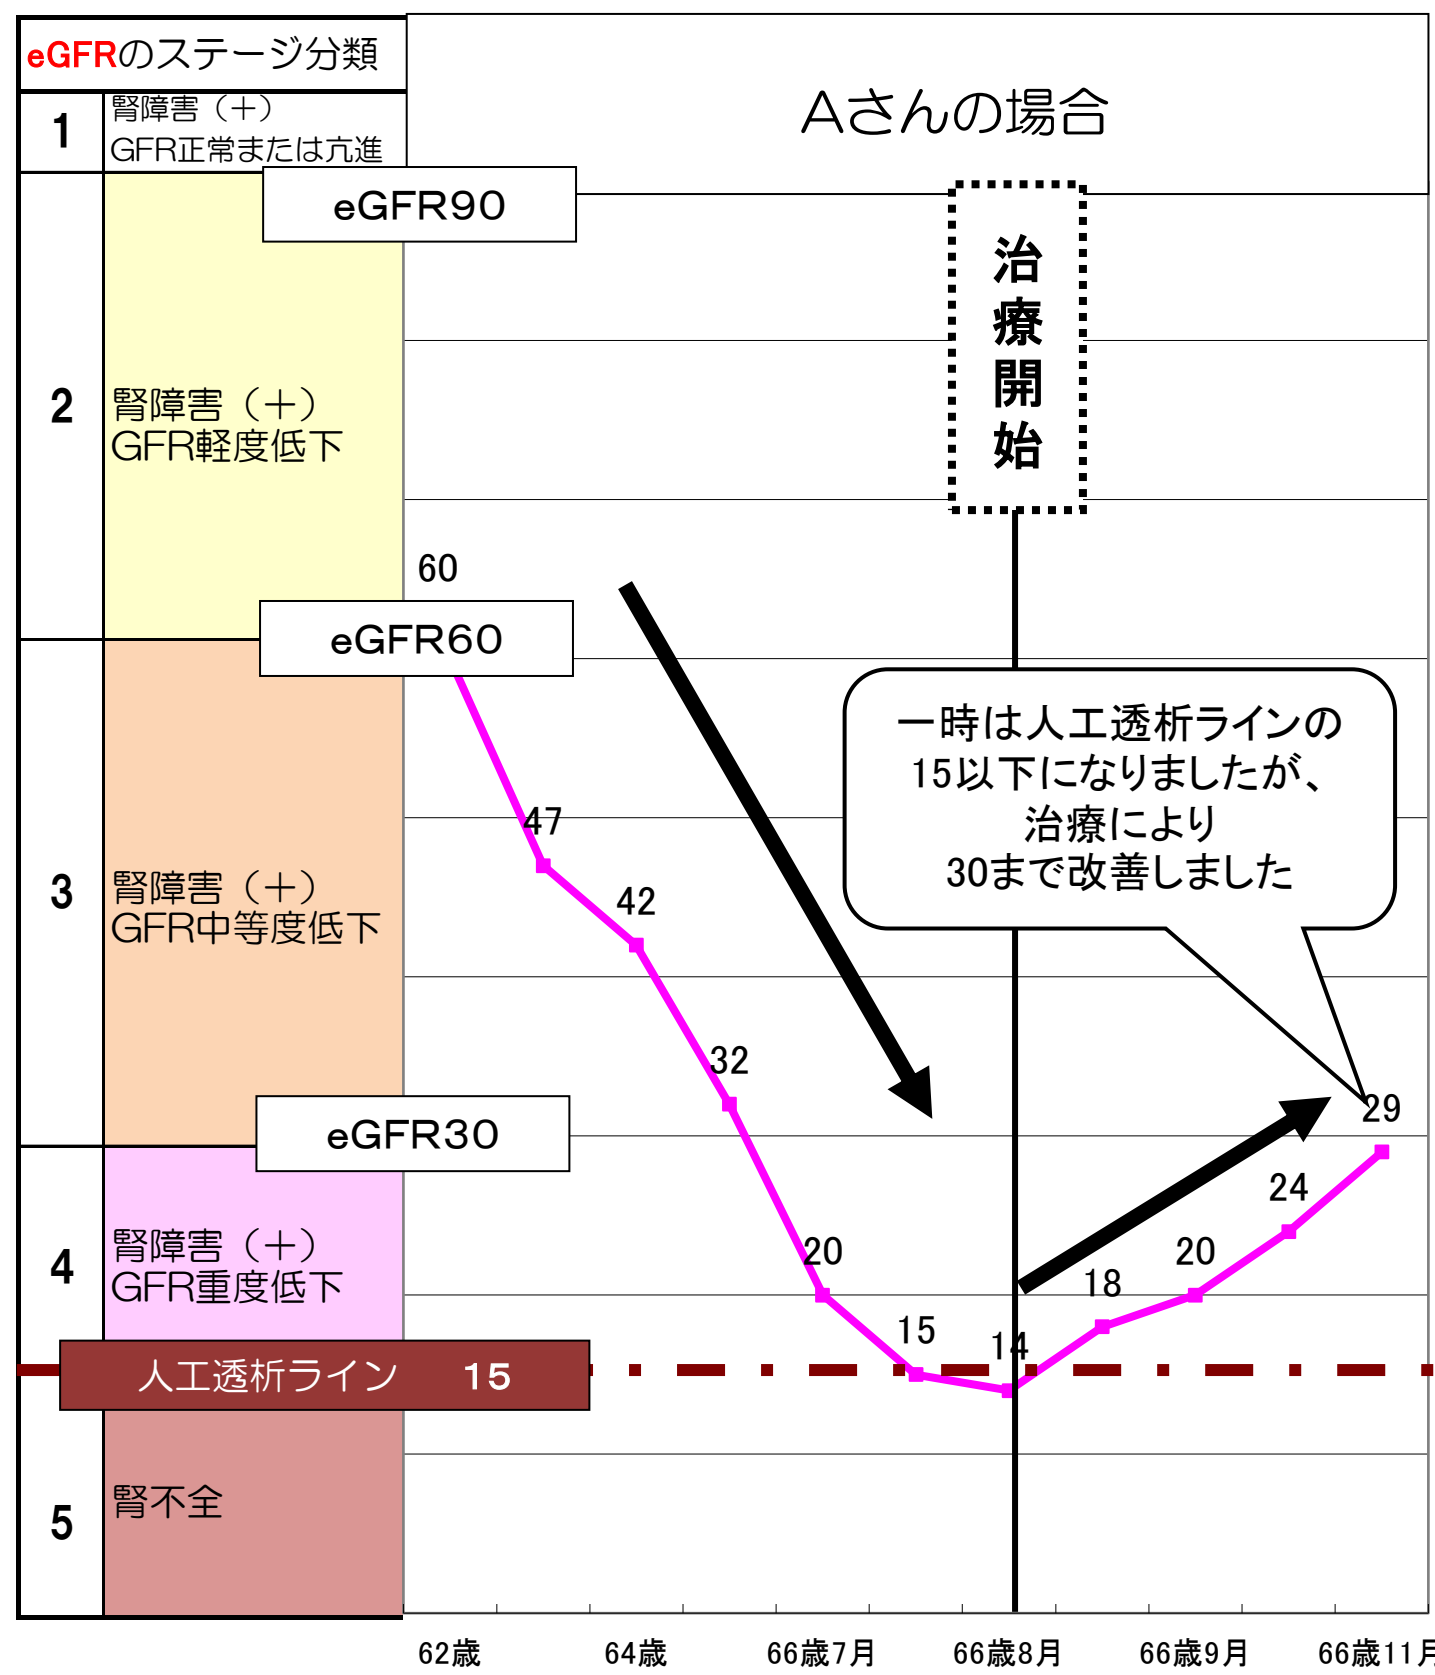 eGFRのステージ分類
Aさんの場合
1
腎障害（＋）
GFR正常または亢進
eGFR90
治療開始
2
腎障害（＋）
GFR軽度低下
60
eGFR60
一時は人工透析ラインの
15以下になりましたが、
治療により
30まで改善しました
47
3
腎障害（＋）
GFR中等度低下
42
32
29
eGFR30
24
4
腎障害（＋）
GFR重度低下
20
20
18
15
14
人工透析ライン　15
5
腎不全
62歳
64歳
66歳7月
66歳8月
66歳9月
66歳11月